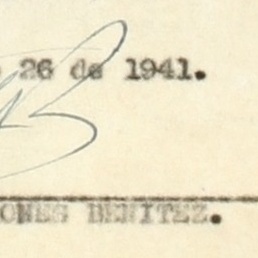 26 de 1941.
ONES BENITEZ.